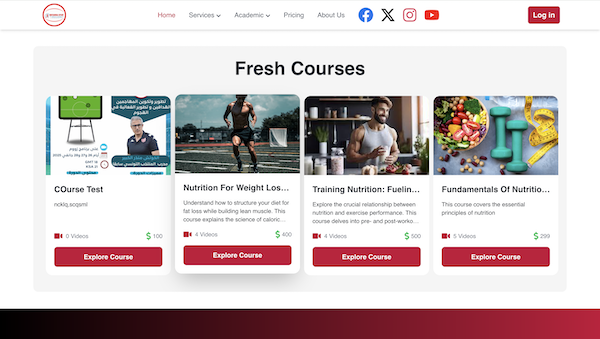 Home
Services
Academic
Pricing
About Us
Log in
Fresh Courses
COurse Test
ncklq.scqsml
0 Videos
$ 100
Explore Course
Nutrition For Weight Los...
Understand how to structure your diet for
fat loss while building lean muscle. This
course explains the science of caloric...
4 Videos
$ 400
Explore Course
Training Nutrition: Fuelin...
Explore the crucial relationship between
nutrition and exercise performance. This
course delves into pre- and post-worko...
4 Videos
$ 500
Explore Course
Fundamentals Of Nutritio...
This course covers the essential
principles of nutrition
5 Videos
$ 299
Explore Course